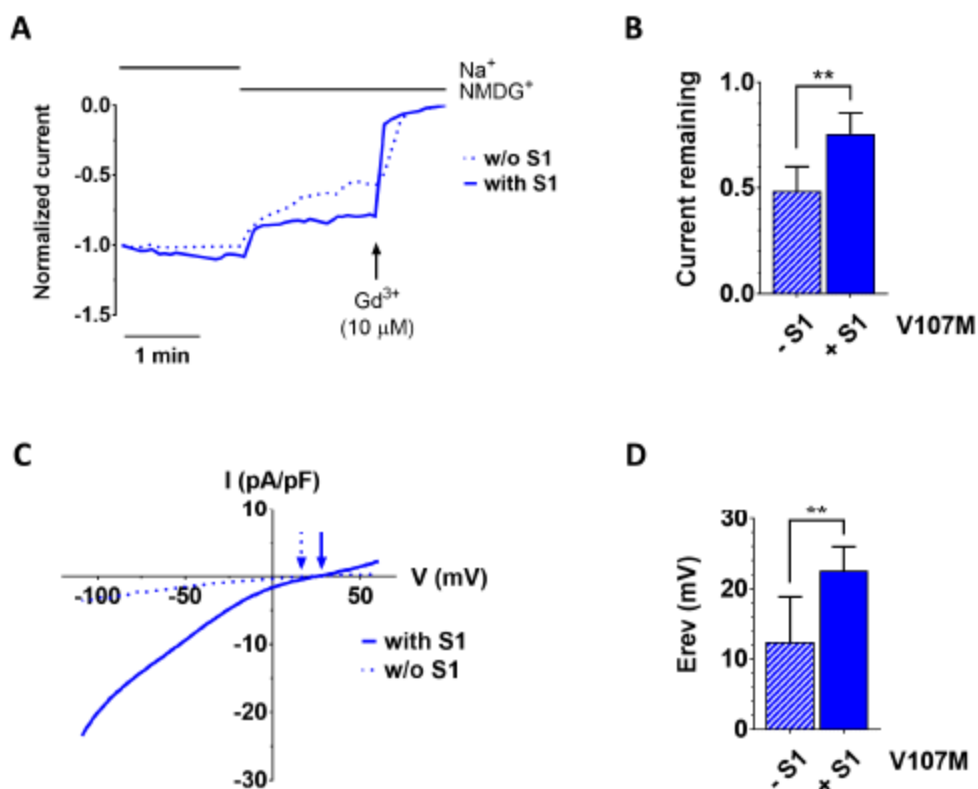 A
Na⁺
NMDG⁺
Normalized current
0.0
-0.5
-1.0
-1.5
w/o S1
with S1
Gd³⁺
(10 μM)
1 min
B
Current remaining
1.0
0.5
0.0
**
- S1
+ S1
V107M
C
I (pA/pF)
10
V (mV)
-100
-50
50
-10
-20
-30
with S1
w/o S1
D
Erev (mV)
30
20
10
0
**
- S1
+ S1
V107M